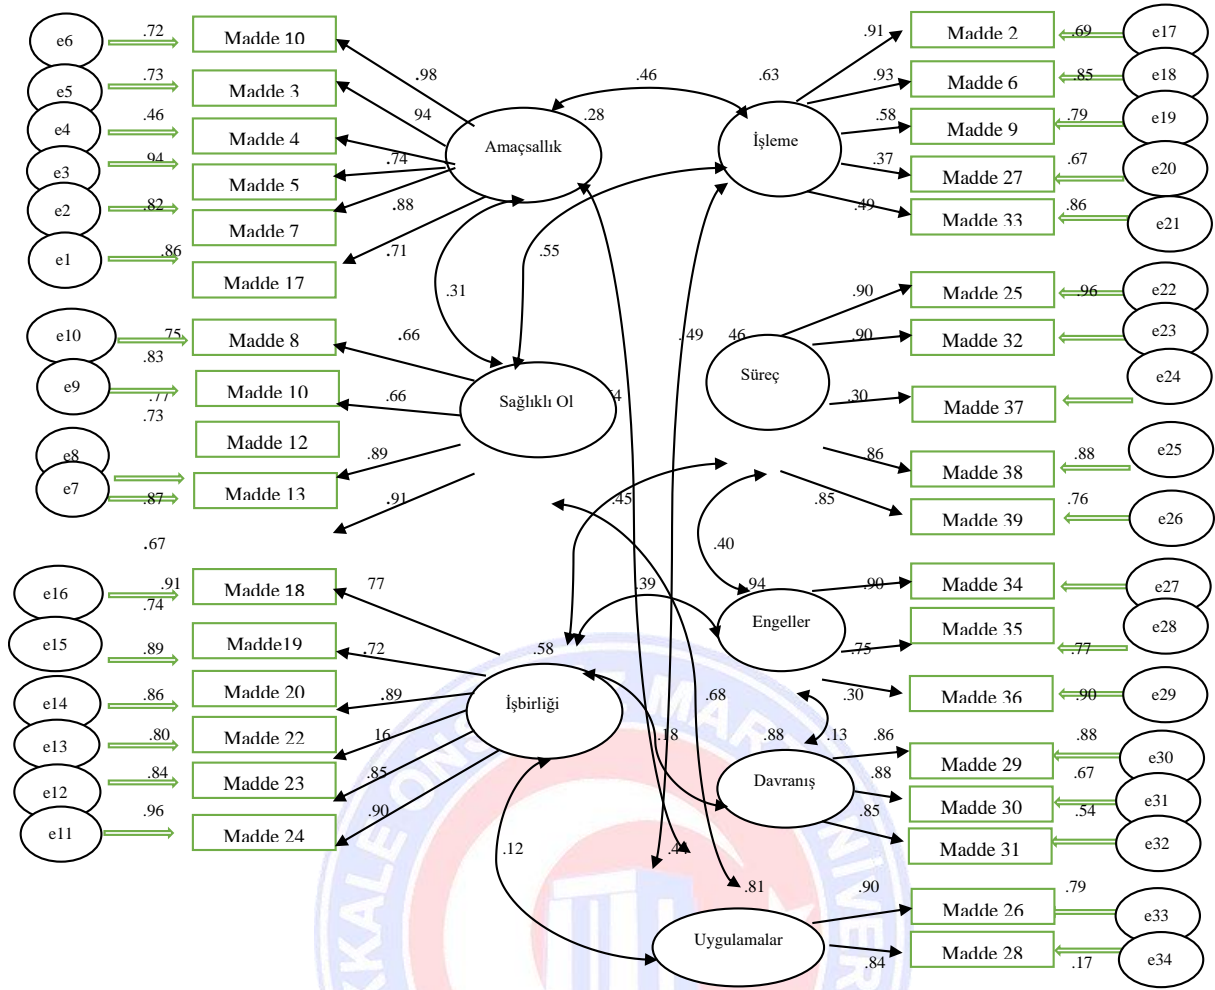 e6 .72 Madde 10
e5 .73 Madde 3
e4 .46 Madde 4
e3 .94 Madde 5
e2 .82 Madde 7
e1 .86 Madde 17
.98
94
.74
.88
.71
Amaçsallık
.28
.46
.63
İşleme
.91 Madde 2 .69 e17
.93 Madde 6 .85 e18
.58 Madde 9 .79 e19
.37 Madde 27 .67 e20
.49 Madde 33 .86 e21
.55
.31
e10 .75 Madde 8 .66
.83
e9 .77 Madde 10 .66
.73
Madde 12
e8 Madde 13 .89
e7 .87 .91
.67
Sağlıklı Ol
.49
46
Süreç
.90 Madde 25 .96 e22
.90 Madde 32 e23
.30 Madde 37 e24
.86 Madde 38 .88 e25
.85 Madde 39 .76 e26
.45
.40
.39
e16 .91 Madde 18 77
.74
e15 .89 Madde19 .72
e14 .86 Madde 20 .89
e13 .80 Madde 22 16
e12 .84 Madde 23 .85
e11 .96 Madde 24 .90
.58
İşbirliği
.94
Engeller
.90 Madde 34 e27
.75 Madde 35 .77 e28
.30 Madde 36 .90 e29
.68
.18
.13
.88
Davranış
.86 Madde 29 .88 e30
.88 Madde 30 .67 e31
.85 Madde 31 .54 e32
.12
.81
Uygulamalar
.90 Madde 26 .79 e33
.84 Madde 28 .17 e34